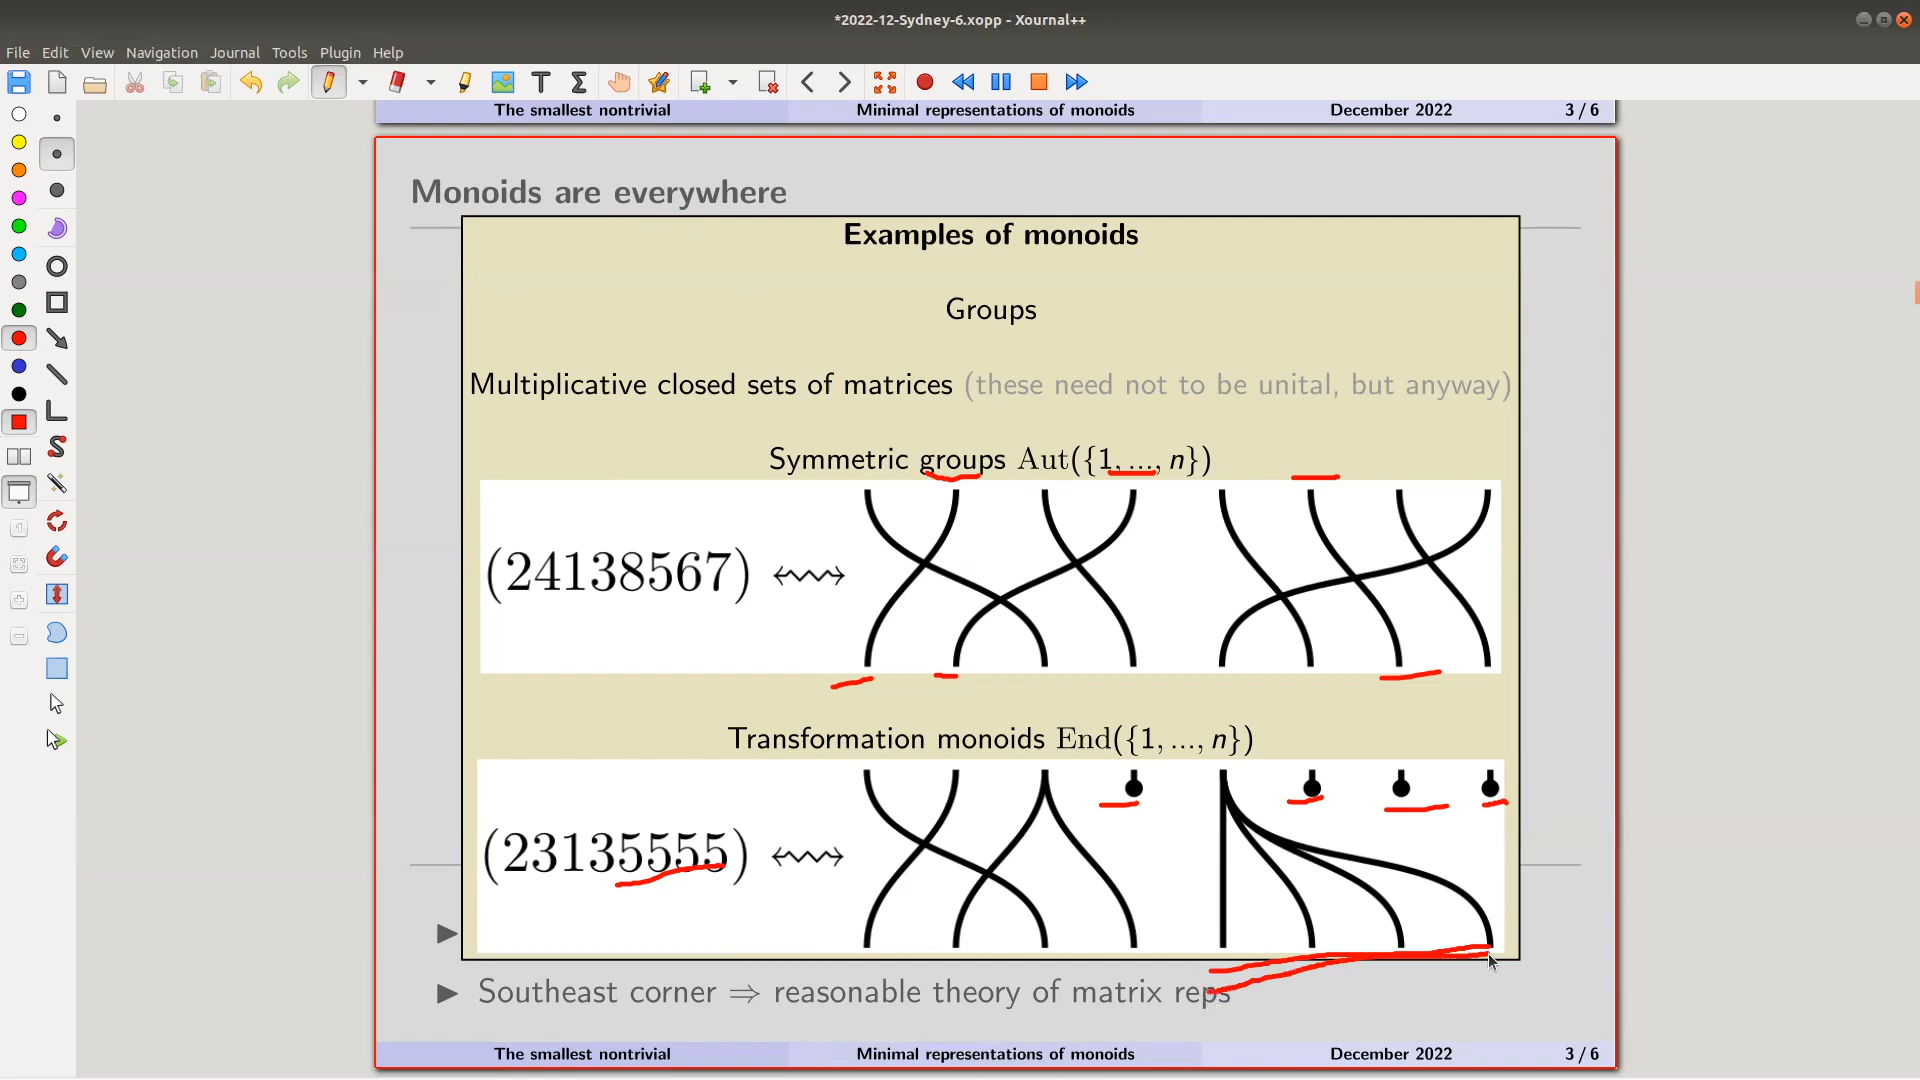 *2022-12-Sydney-6.xopp - Xournal++
File Edit View Navigation Journal Tools Plugin Help
The smallest nontrivial Minimal representations of monoids December 2022 3 / 6
Monoids are everywhere
Examples of monoids
Groups
Multiplicative closed sets of matrices (these need not to be unital, but anyway)
Symmetric groups Aut({1, ..., n})
(24138567)
Transformation monoids End({1, ..., n})
(23135555)
▶
▶ Southeast corner ⇒ reasonable theory of matrix reps
The smallest nontrivial Minimal representations of monoids December 2022 3 / 6